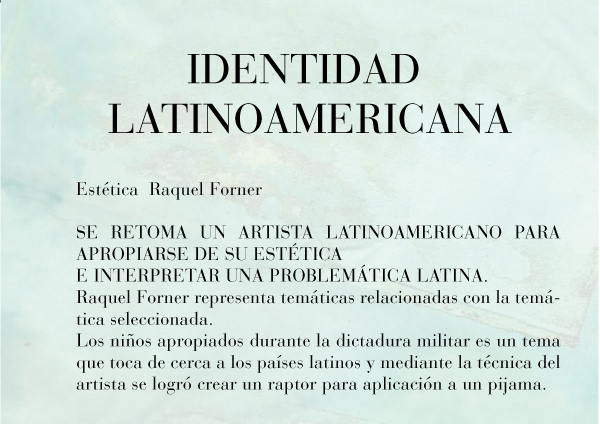 IDENTIDAD
LATINOAMERICANA
Estética Raquel Forner
SE RETOMA UN ARTISTA LATINOAMERICANO PARA
APROPIARSE DE SU ESTÉTICA
E INTERPRETAR UNA PROBLEMÁTICA LATINA.
Raquel Forner representa temáticas relacionadas con la temá-
tica seleccionada.
Los niños apropiados durante la dictadura militar es un tema
que toca de cerca a los países latinos y mediante la técnica del
artista se logró crear un raptor para aplicación a un pijama.